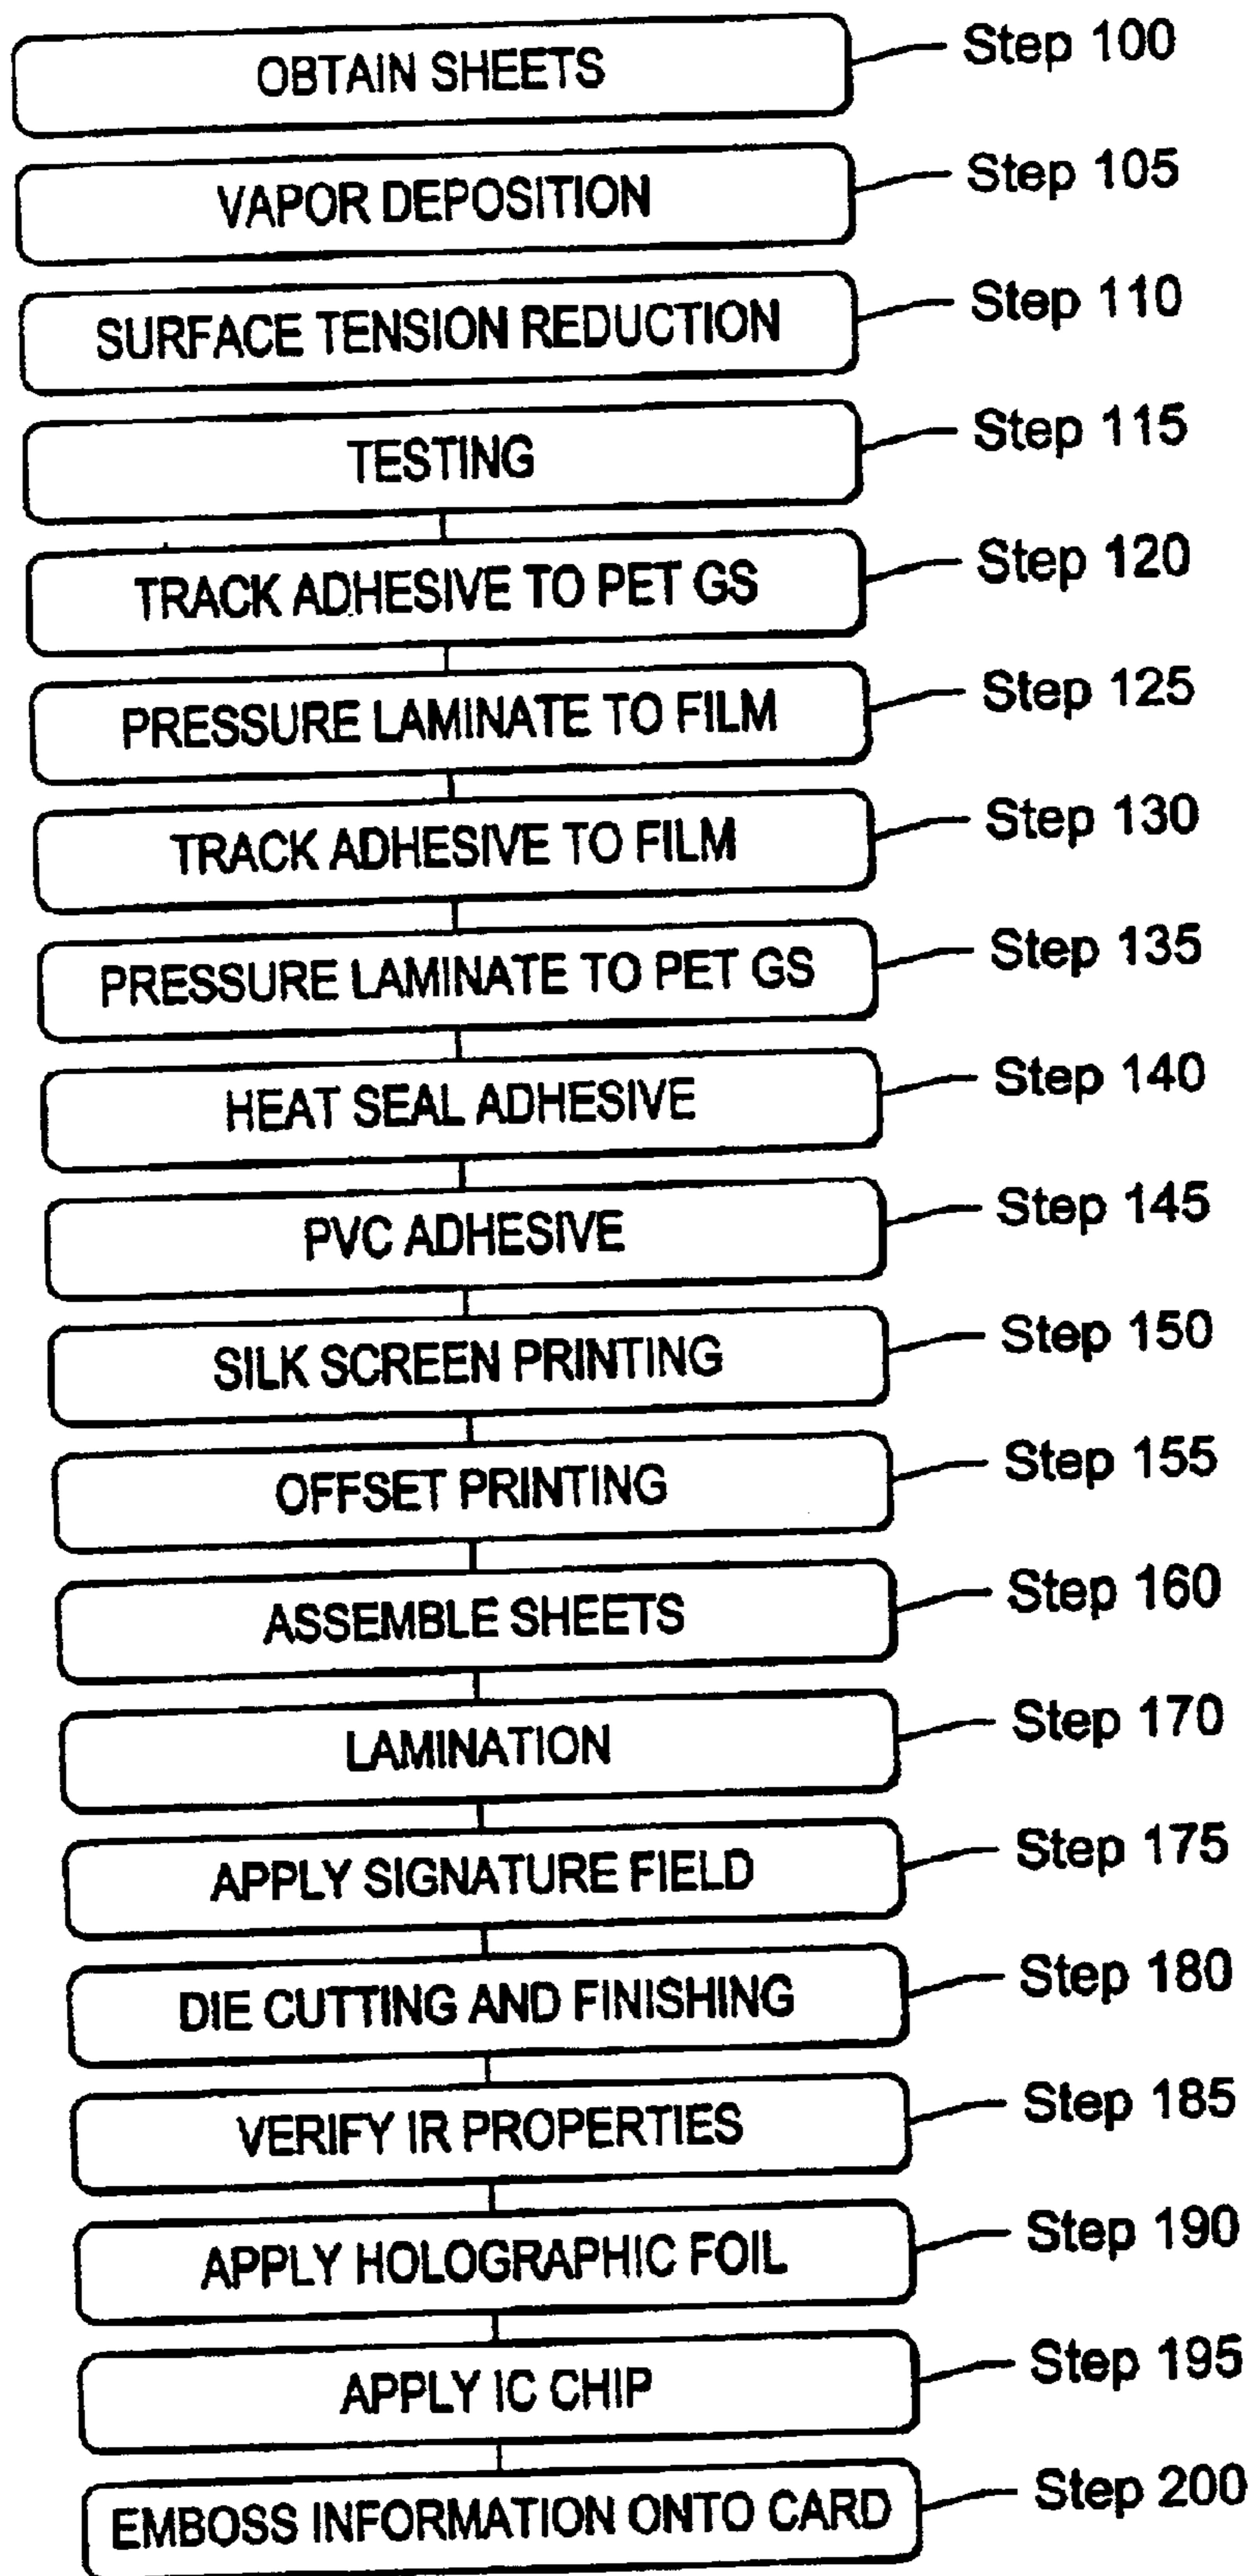 OBTAIN SHEETS Step 100
VAPOR DEPOSITION Step 105
SURFACE TENSION REDUCTION Step 110
TESTING Step 115
TRACK ADHESIVE TO PET GS Step 120
PRESSURE LAMINATE TO FILM Step 125
TRACK ADHESIVE TO FILM Step 130
PRESSURE LAMINATE TO PET GS Step 135
HEAT SEAL ADHESIVE Step 140
PVC ADHESIVE Step 145
SILK SCREEN PRINTING Step 150
OFFSET PRINTING Step 155
ASSEMBLE SHEETS Step 160
LAMINATION Step 170
APPLY SIGNATURE FIELD Step 175
DIE CUTTING AND FINISHING Step 180
VERIFY IR PROPERTIES Step 185
APPLY HOLOGRAPHIC FOIL Step 190
APPLY IC CHIP Step 195
EMBOSS INFORMATION ONTO CARD Step 200